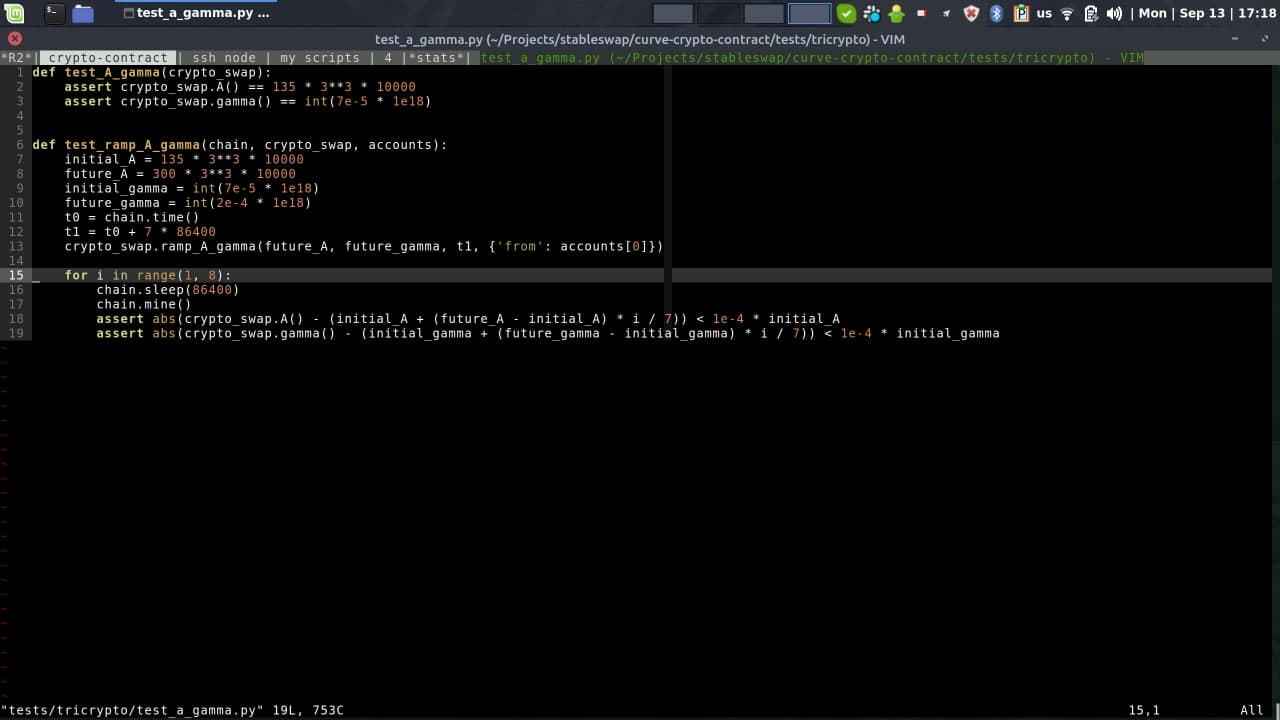 test_a_gamma.py ...
us
| Mon | Sep 13 | 17:18
test_a_gamma.py (~/Projects/stableswap/curve-crypto-contract/tests/tricrypto) - VIM
*R2*| crypto-contract | ssh node | my scripts | 4 |*stats*| test_a_gamma.py (~/Projects/stableswap/curve-crypto-contract/tests/tricrypto) - VIM
1 def test_A_gamma(crypto_swap):
2     assert crypto_swap.A() == 135 * 3**3 * 10000
3     assert crypto_swap.gamma() == int(7e-5 * 1e18)
4
5
6 def test_ramp_A_gamma(chain, crypto_swap, accounts):
7     initial_A = 135 * 3**3 * 10000
8     future_A = 300 * 3**3 * 10000
9     initial_gamma = int(7e-5 * 1e18)
10     future_gamma = int(2e-4 * 1e18)
11     t0 = chain.time()
12     t1 = t0 + 7 * 86400
13     crypto_swap.ramp_A_gamma(future_A, future_gamma, t1, {'from': accounts[0]})
14
15     for i in range(1, 8):
16         chain.sleep(86400)
17         chain.mine()
18         assert abs(crypto_swap.A() - (initial_A + (future_A - initial_A) * i / 7)) < 1e-4 * initial_A
19         assert abs(crypto_swap.gamma() - (initial_gamma + (future_gamma - initial_gamma) * i / 7)) < 1e-4 * initial_gamma
"tests/tricrypto/test_a_gamma.py" 19L, 753C
15,1
All